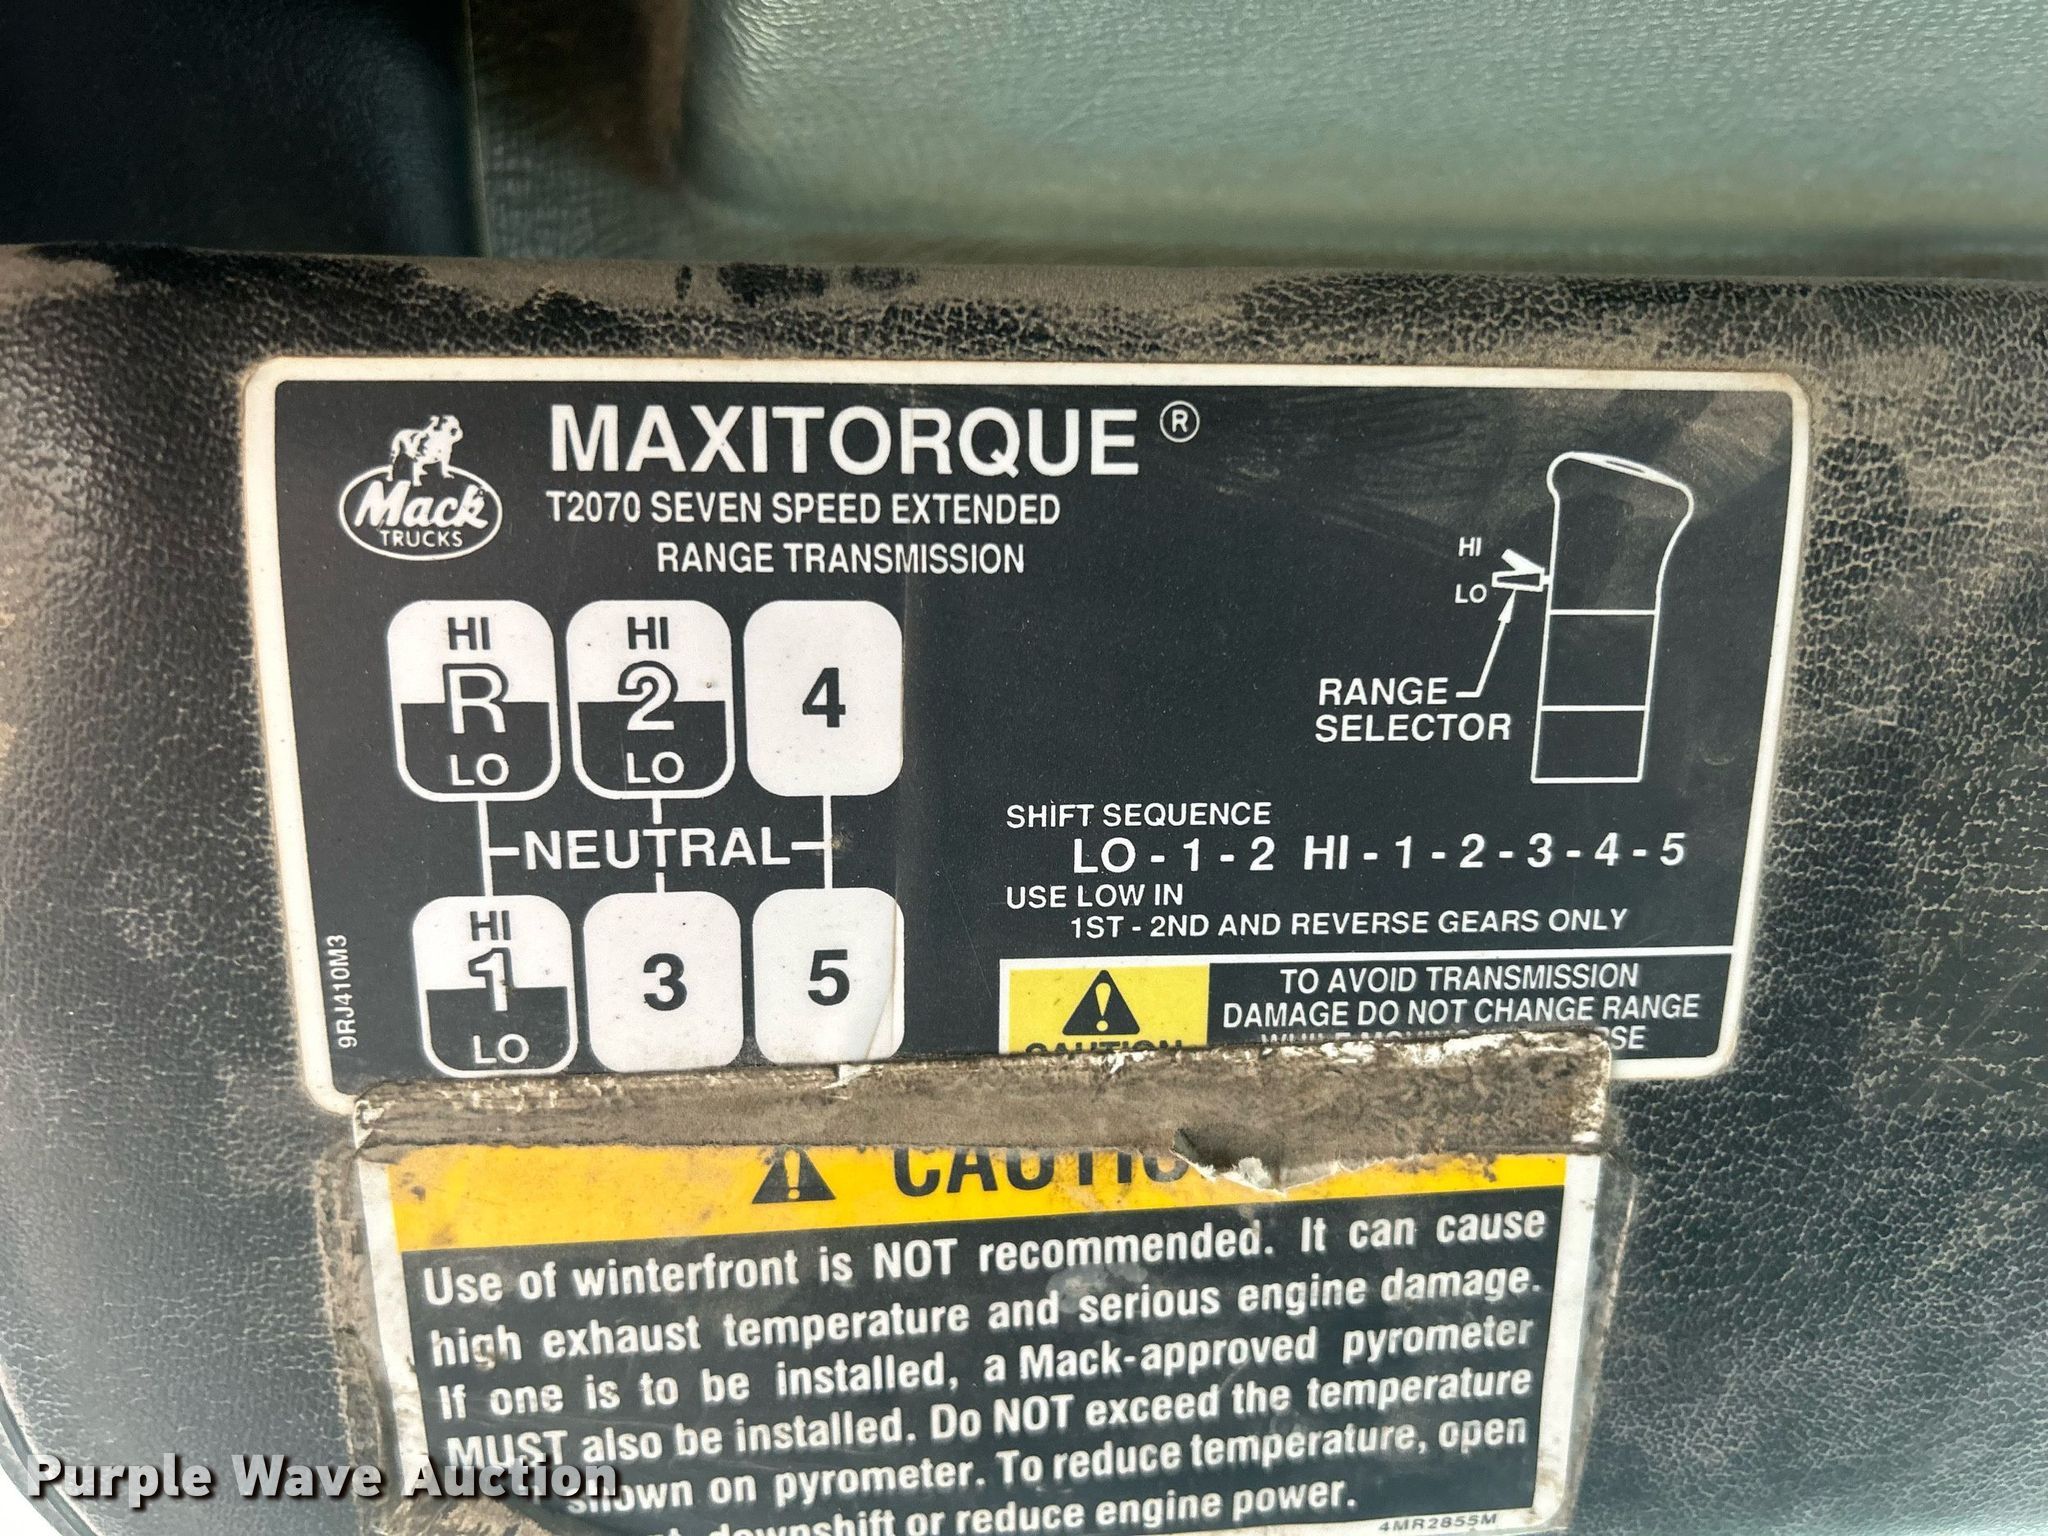 MAXITORQUE ®
Mack
TRUCKS
T2070 SEVEN SPEED EXTENDED
RANGE TRANSMISSION
HI HI
R 2 4
LO LO
NEUTRAL
HI
1 3 5
LO
9RJ410M3
HI
LO
RANGE
SELECTOR
SHIFT SEQUENCE
LO - 1 - 2 HI - 1 - 2 - 3 - 4 - 5
USE LOW IN
1ST - 2ND AND REVERSE GEARS ONLY
CAUTION
TO AVOID TRANSMISSION
DAMAGE DO NOT CHANGE RANGE
WHILE
CAUTION
Use of winterfront is NOT recommended. It can cause
high exhaust temperature and serious engine damage.
If one is to be installed, a Mack-approved pyrometer
MUST also be installed. Do NOT exceed the temperature
shown on pyrometer. To reduce temperature, open
downshift or reduce engine power.
4MR2855M
Purple Wave Auction